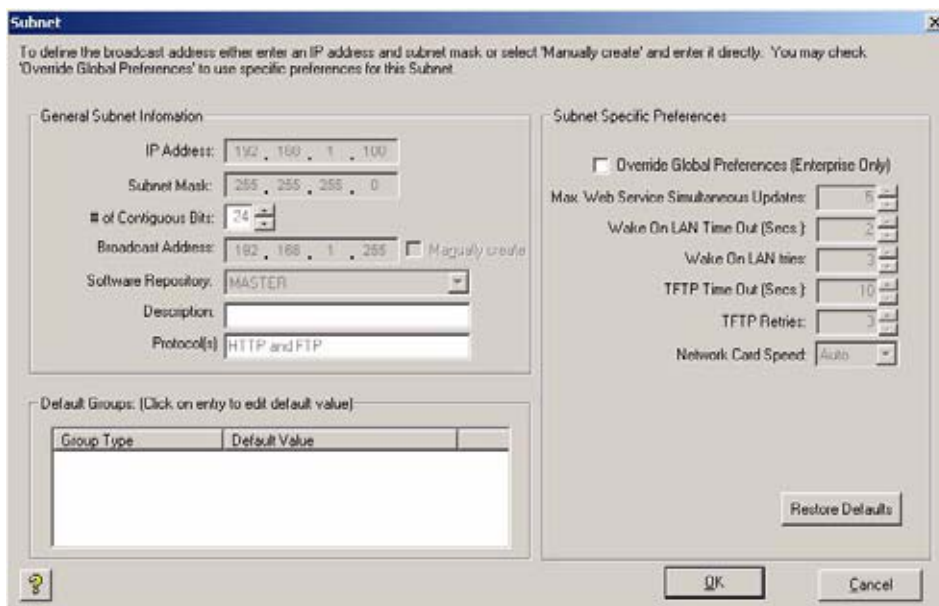 Subnet
To define the broadcast address either enter an IP address and subnet mask or select 'Manually create' and enter it directly. You may check
'Override Global Preferences' to use specific preferences for this Subnet.
General Subnet Infomation
IP Address: 192 . 168 . 1 . 100
Subnet Mask: 255 . 255 . 255 . 0
# of Contiguous Bits: 24
Broadcast Address: 192 . 168 . 1 . 255 Manually create
Software Repository: MASTER
Description:
Protocol(s) HTTP and FTP
Default Groups: (Click on entry to edit default value)
Group Type Default Value
Subnet Specific Preferences
Override Global Preferences (Enterprise Only)
Max. Web Service Simultaneous Updates: 5
Wake On LAN Time Out (Secs.): 2
Wake On LAN tries: 3
TFTP Time Out (Secs.): 10
TFTP Retries: 3
Network Card Speed: Auto
Restore Defaults
OK
Cancel